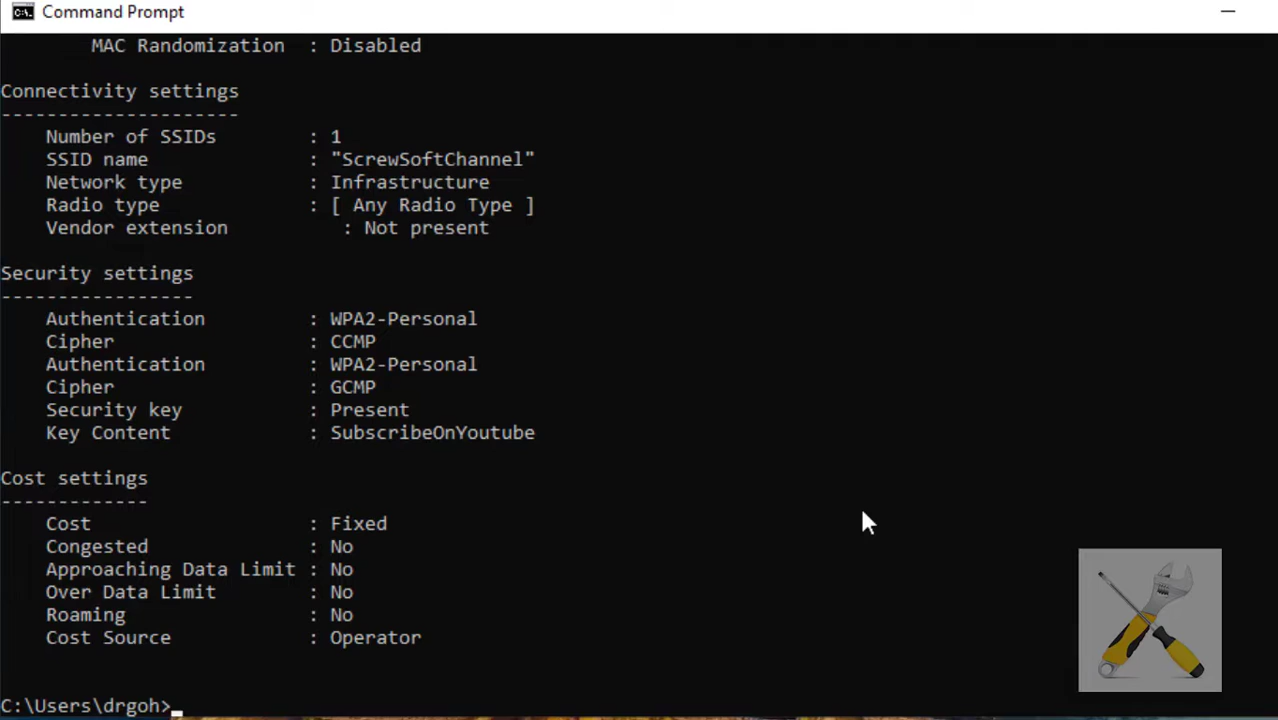 Command Prompt
MAC Randomization : Disabled
Connectivity settings
---------------------
Number of SSIDs : 1
SSID name : "ScrewSoftChannel"
Network type : Infrastructure
Radio type : [ Any Radio Type ]
Vendor extension : Not present
Security settings
-----------------
Authentication : WPA2-Personal
Cipher : CCMP
Authentication : WPA2-Personal
Cipher : GCMP
Security key : Present
Key Content : SubscribeOnYoutube
Cost settings
-------------
Cost : Fixed
Congested : No
Approaching Data Limit : No
Over Data Limit : No
Roaming : No
Cost Source : Operator
C:\Users\drgoh>